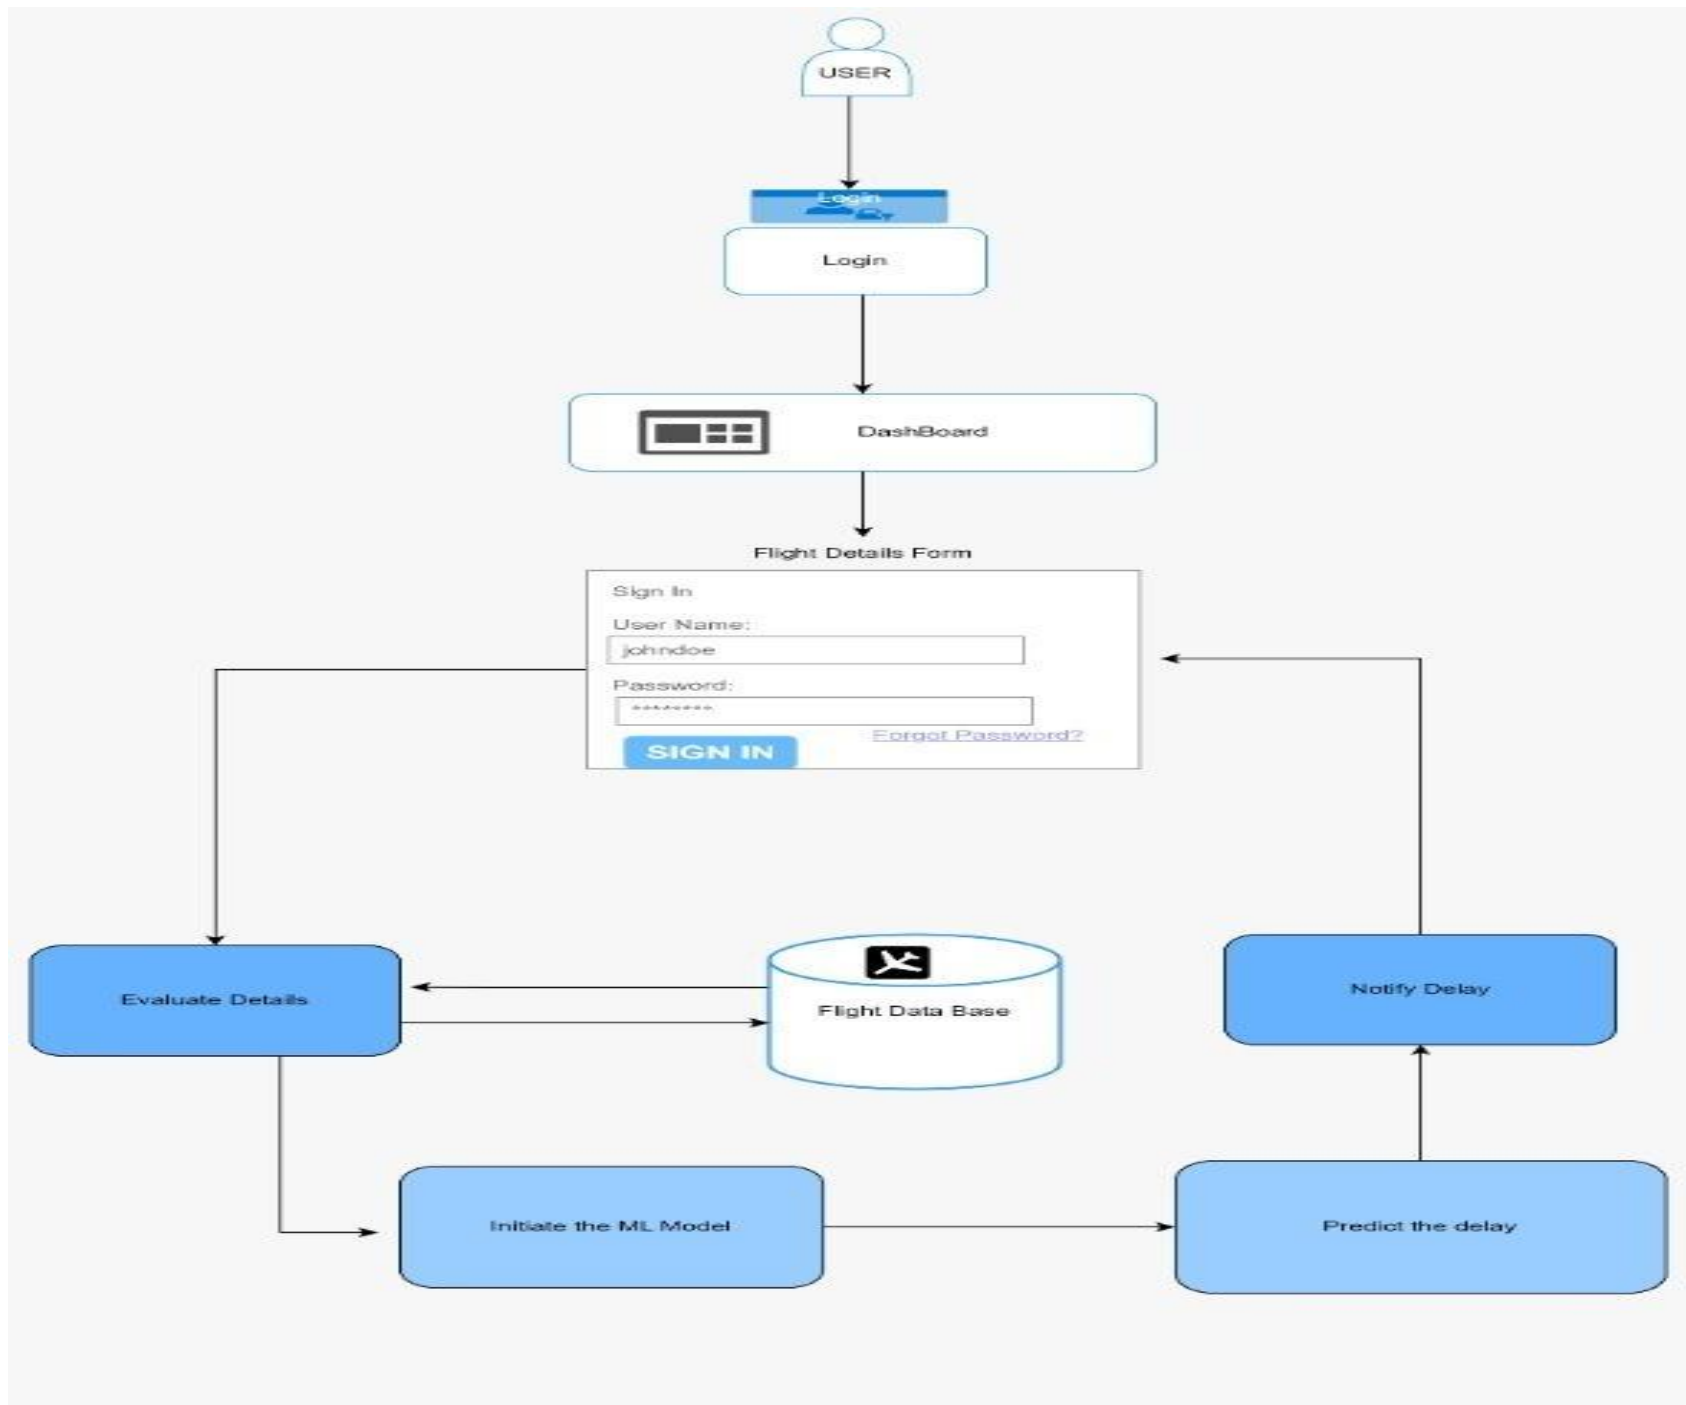 USER
Login
Login
DashBoard
Flight Details Form
Sign In
User Name:
johndoe
Password:
********
Forgot Password?
SIGN IN
Evaluate Details
Flight Data Base
Notify Delay
Initiate the ML Model
Predict the delay